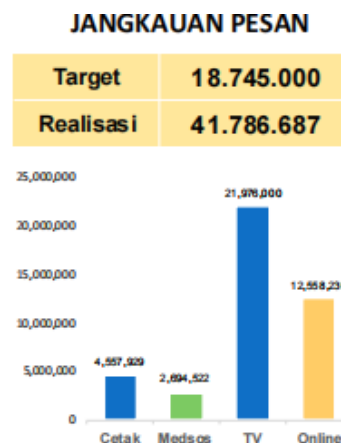 JANGKAUAN PESAN
Target 18.745.000
Realisasi 41.786.687
25,000,000
20,000,000
15,000,000
10,000,000
5,000,000
0
4,557,929
2,694,522
21,976,000
12,558,23
Cetak Medsos TV Online